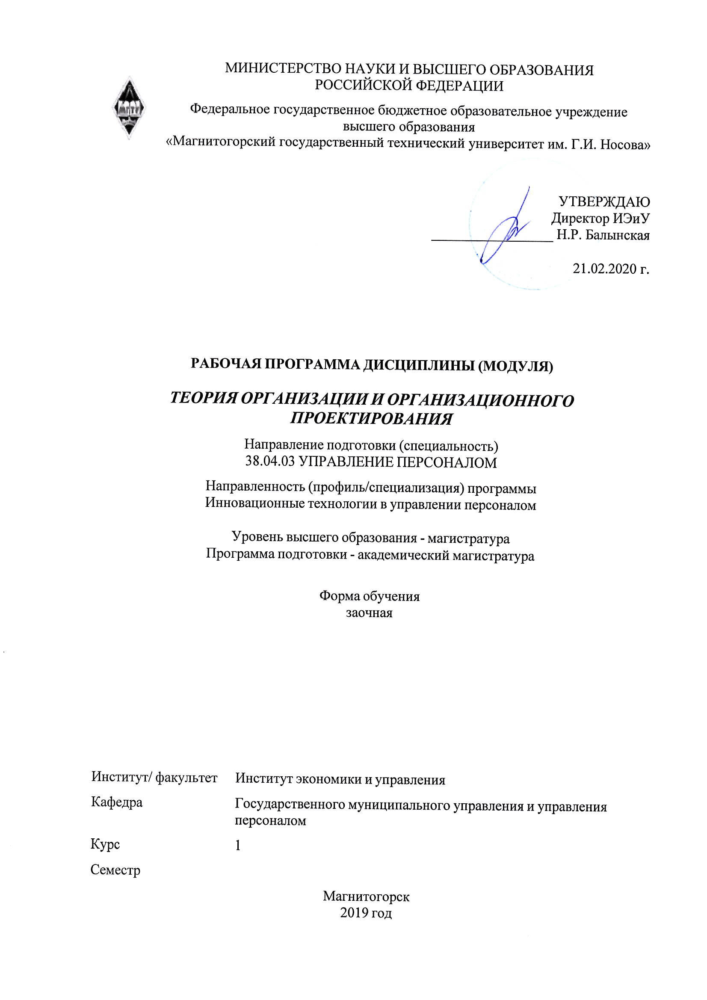 МИНИСТЕРСТВО НАУКИ И ВЫСШЕГО ОБРАЗОВАНИЯ
РОССИЙСКОЙ ФЕДЕРАЦИИ
Федеральное государственное бюджетное образовательное учреждение
высшего образования
«Магнитогорский государственный технический университет им. Г.И. Носова»
МГТУ
УТВЕРЖДАЮ
Директор ИЭиУ
Н.Р. Балынская
21.02.2020 г.
РАБОЧАЯ ПРОГРАММА ДИСЦИПЛИНЫ (МОДУЛЯ)
ТЕОРИЯ ОРГАНИЗАЦИИ И ОРГАНИЗАЦИОННОГО
ПРОЕКТИРОВАНИЯ
Направление подготовки (специальность)
38.04.03 УПРАВЛЕНИЕ ПЕРСОНАЛОМ
Направленность (профиль/специализация) программы
Инновационные технологии в управлении персоналом
Уровень высшего образования - магистратура
Программа подготовки - академический магистратура
Форма обучения
заочная
Институт/ факультет Институт экономики и управления
Кафедра Государственного муниципального управления и управления
персоналом
Курс 1
Семестр
Магнитогорск
2019 год